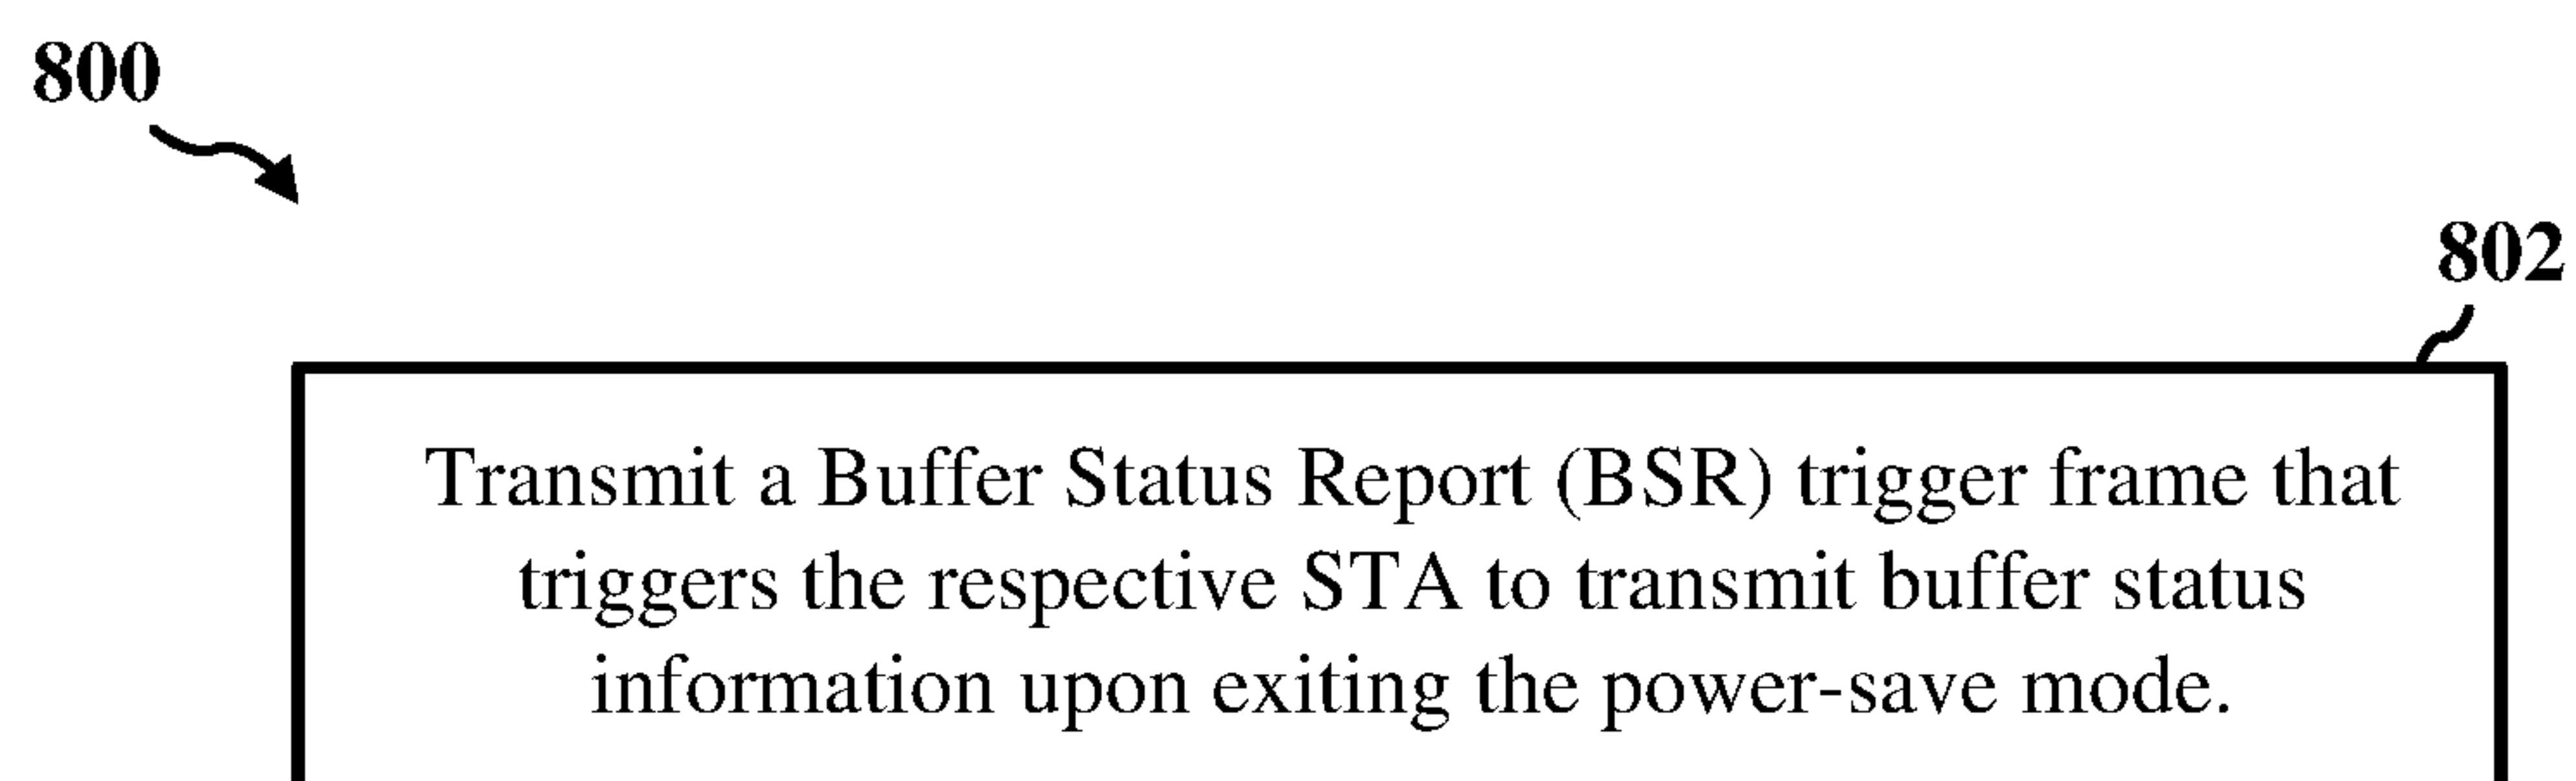 800
802
Transmit a Buffer Status Report (BSR) trigger frame that
triggers the respective STA to transmit buffer status
information upon exiting the power-save mode.